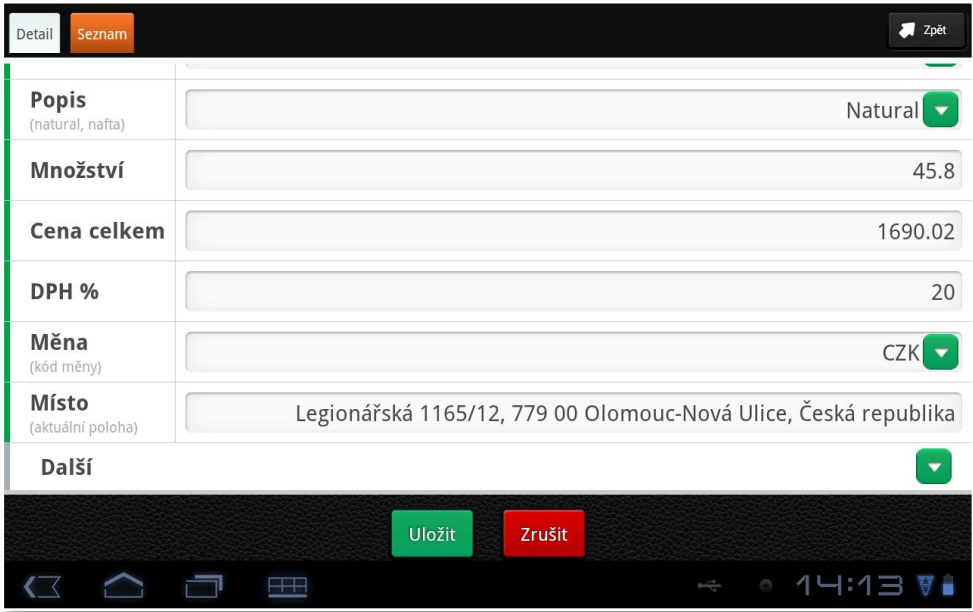 Detail
Seznam
Zpět
Popis
(natural, nafta)
Natural
Množství
45.8
Cena celkem
1690.02
DPH %
20
Měna
(kód měny)
CZK
Místo
(aktuální poloha)
Legionářská 1165/12, 779 00 Olomouc-Nová Ulice, Česká republika
Další
Uložit
Zrušit
14:13